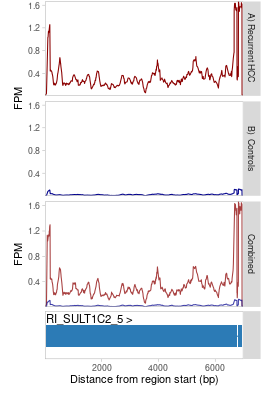 1.6
1.2
0.8
0.4
FPM
A) Recurrent HCC
1.6
1.2
0.8
0.4
B) Controls
1.6
1.2
0.8
0.4
FPM
Combined
RI_SULT1C2_5 >
2000 4000 6000
Distance from region start (bp)